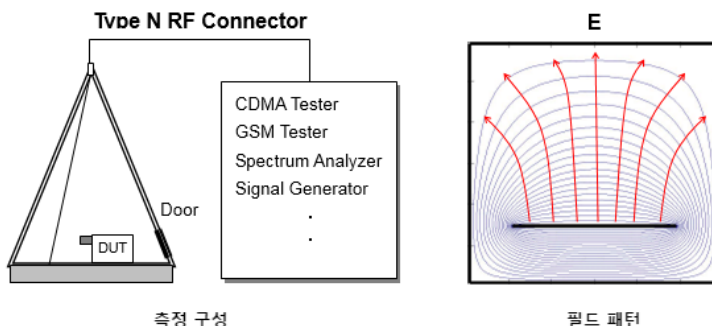 Type N RF Connector
CDMA Tester
GSM Tester
Spectrum Analyzer
Signal Generator
.
.
Door
DUT
측정 구성
E
필드 패턴